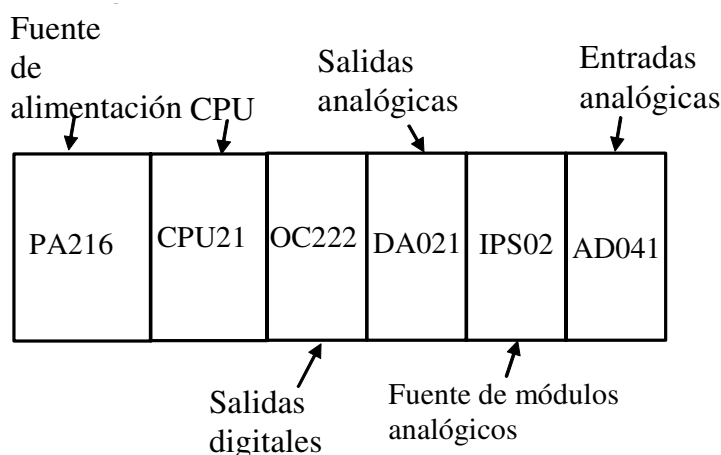 Fuente
de
alimentación CPU
Salidas
analógicas
Entradas
analógicas
PA216
CPU21
OC222
DA021
IPS02
AD041
Salidas
digitales
Fuente de módulos
analógicos